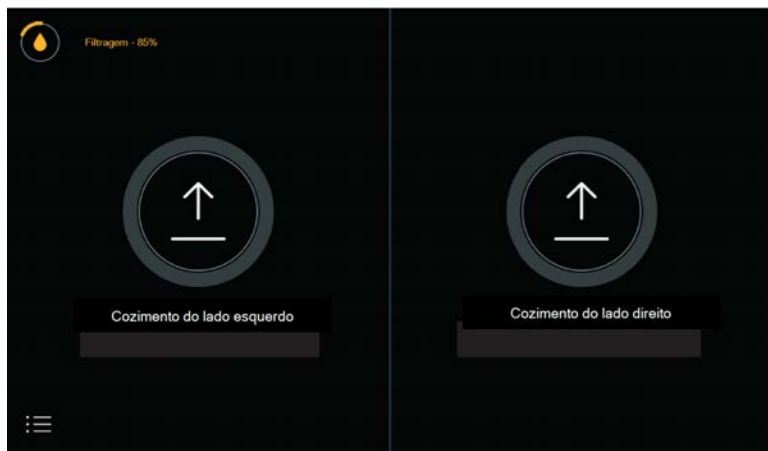 Filtragem - 85%
Cozimento do lado esquerdo
Cozimento do lado direito